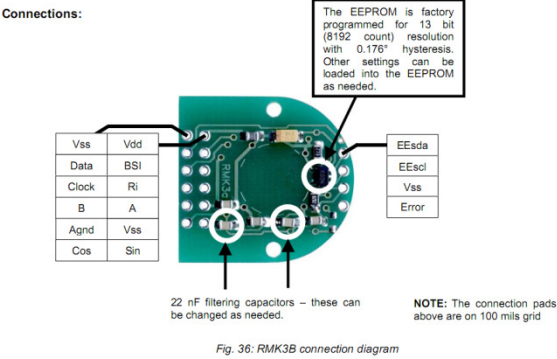 Connections:
The EEPROM is factory
programmed for 13 bit
(8192 count) resolution
with 0.176° hysteresis.
Other settings can be
loaded into the EEPROM
as needed.
Vss Vdd
Data BSI
Clock Ri
B A
Agnd Vss
Cos Sin
RMK3
EEsda
EEscl
Vss
Error
22 nF filtering capacitors – these can
be changed as needed.
NOTE: The connection pads
above are on 100 mils grid
Fig. 36: RMK3B connection diagram